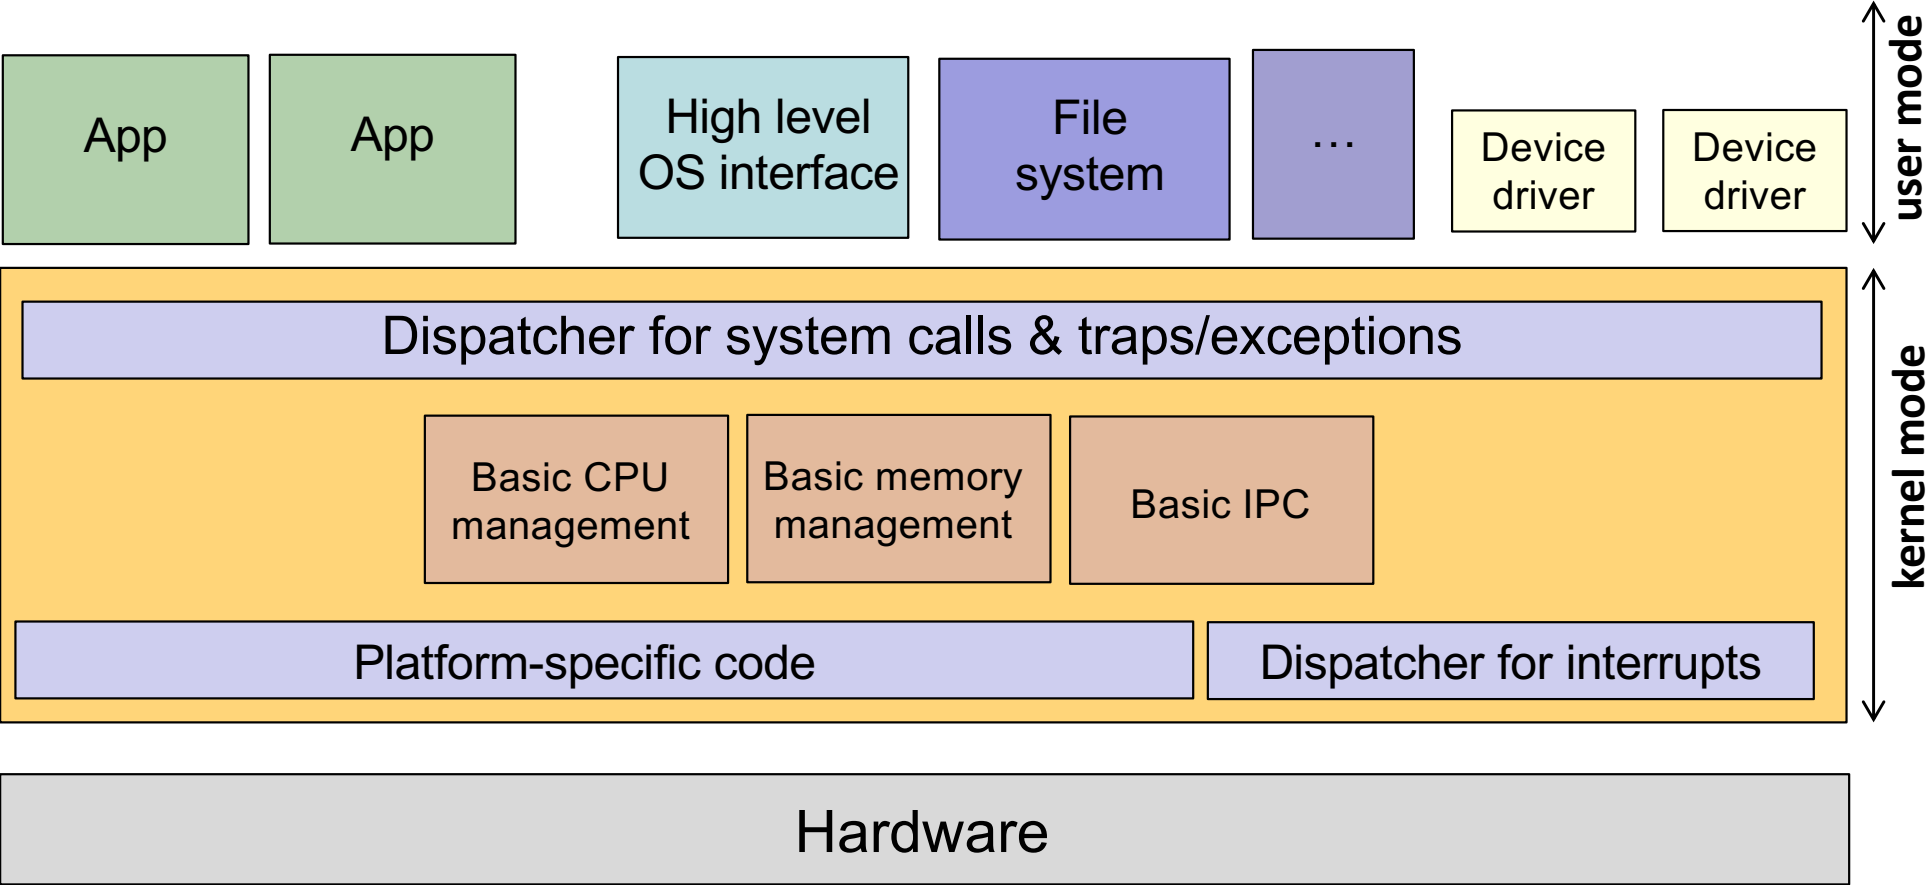 App
App
High level
OS interface
File
system
...
Device
driver
Device
driver
user mode
Dispatcher for system calls & traps/exceptions
Basic CPU
management
Basic memory
management
Basic IPC
kernel mode
Platform-specific code
Dispatcher for interrupts
Hardware